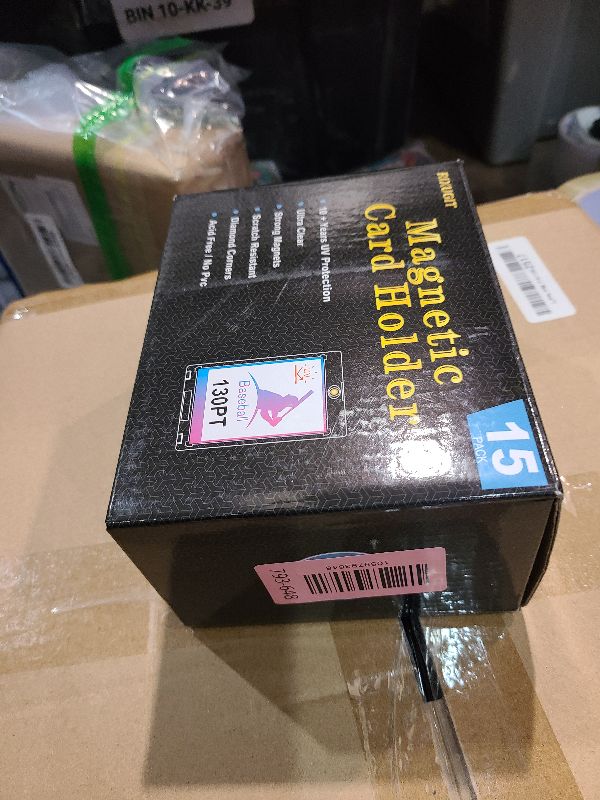 BIN 10-KK-39
Magnetic
Card Holder
10 + Years UV Protection
Ultra Clear
Strong Magnets
Scratch Resistant
Diamond Corners
Acid Free / No Pvc
Baseball
130PT
15
PACK
793-648